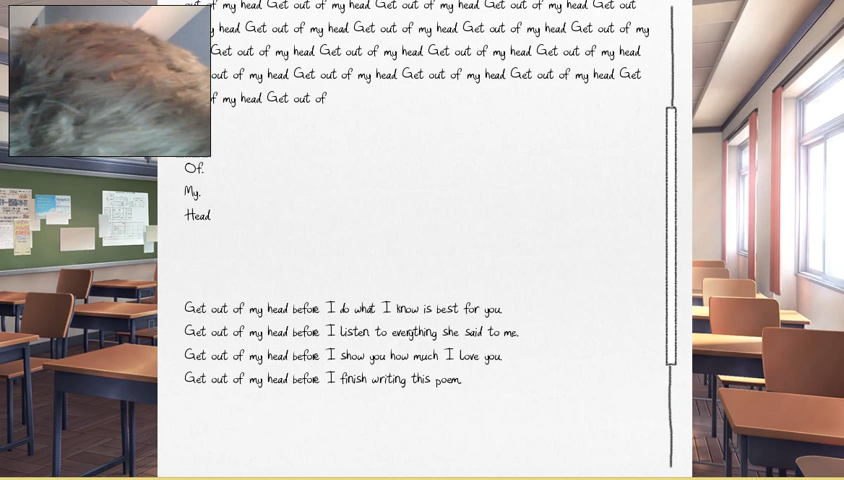 out of my head Get out of my head Get out of my head Get out of my head Get out
head Get out of my head Get out of my head Get out of my head Get out of my
Get out of my head Get out of my head Get out of my head Get out of my head
out of my head Get out of my head Get out of my head Get out of my head Get
my head Get out of
Of.
My.
Head
Get out of my head before I do what I know is best for you.
Get out of my head before I listen to everything she said to me.
Get out of my head before I show you how much I love you.
Get out of my head before I finish writing this poem.